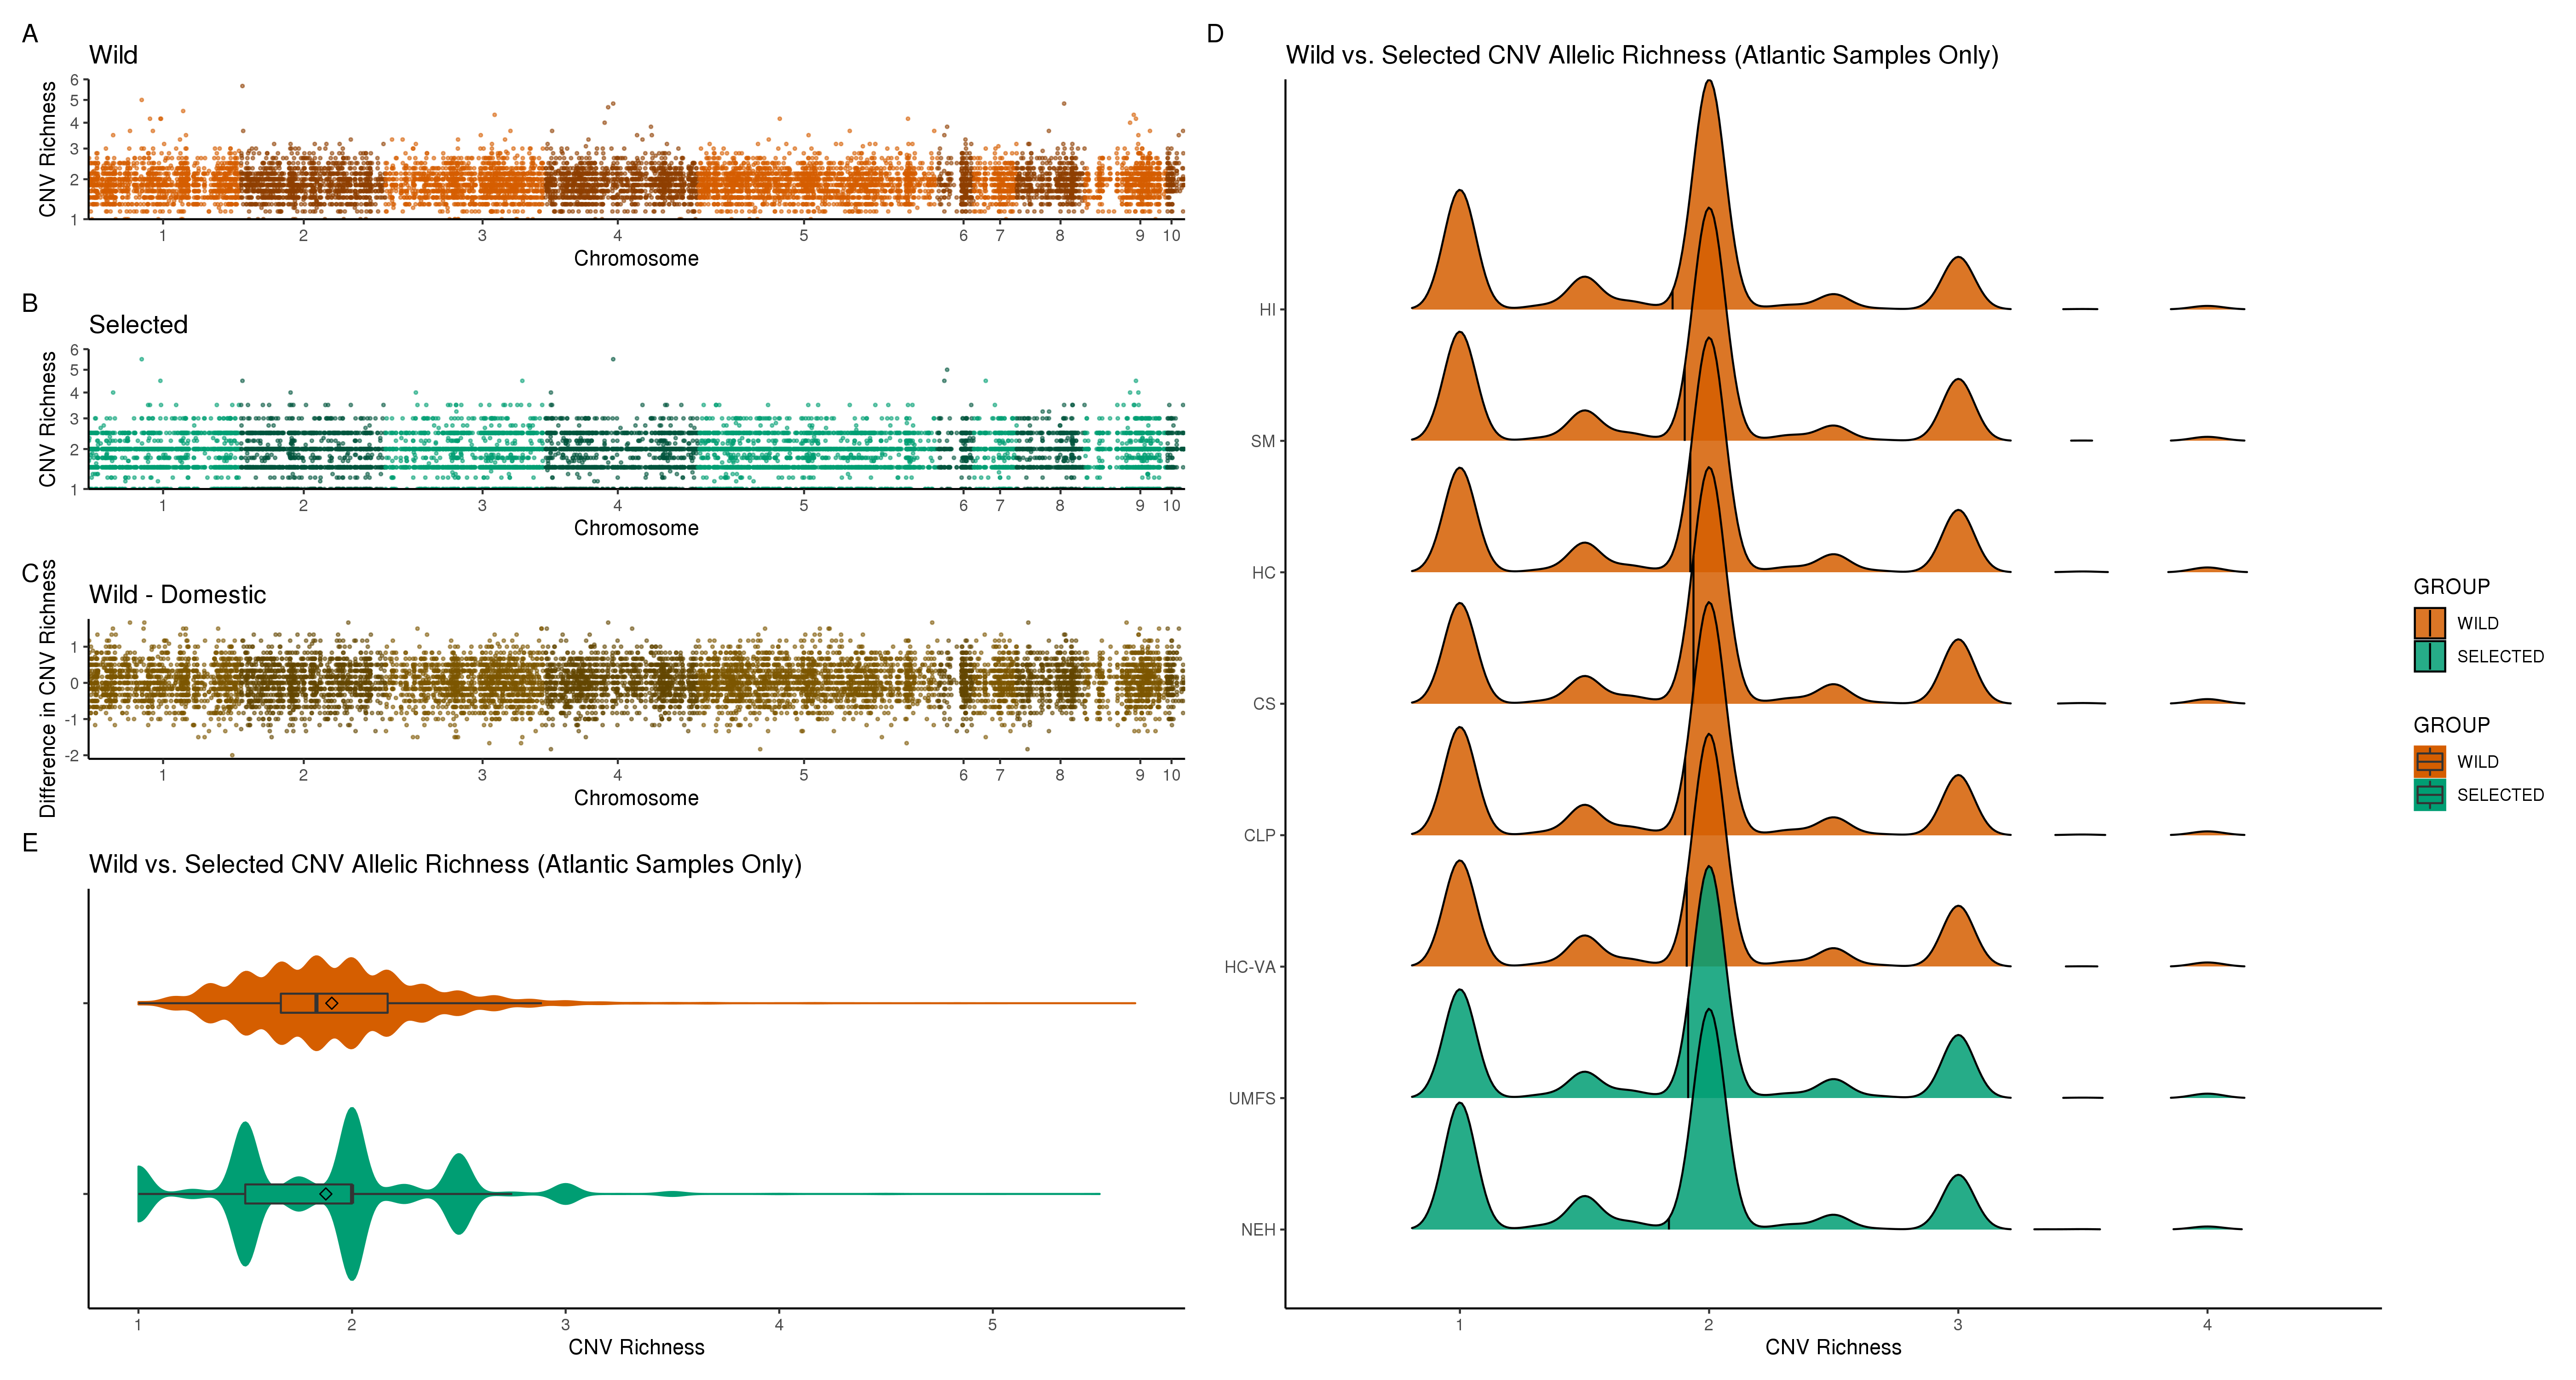 A
Wild
CNV Richness
6
5
4
3
2
1
1 2 3 4 5 6 7 8 9 10
Chromosome
B
Selected
CNV Richness
6
5
4
3
2
1
1 2 3 4 5 6 7 8 9 10
Chromosome
C
Wild - Domestic
Difference in CNV Richness
1
0
-1
-2
1 2 3 4 5 6 7 8 9 10
Chromosome
E
Wild vs. Selected CNV Allelic Richness (Atlantic Samples Only)
1 2 3 4 5
CNV Richness
D
Wild vs. Selected CNV Allelic Richness (Atlantic Samples Only)
HI
SM
HC
CS
CLP
HC-VA
UMFS
NEH
1 2 3 4
CNV Richness
GROUP
WILD
SELECTED
GROUP
WILD
SELECTED